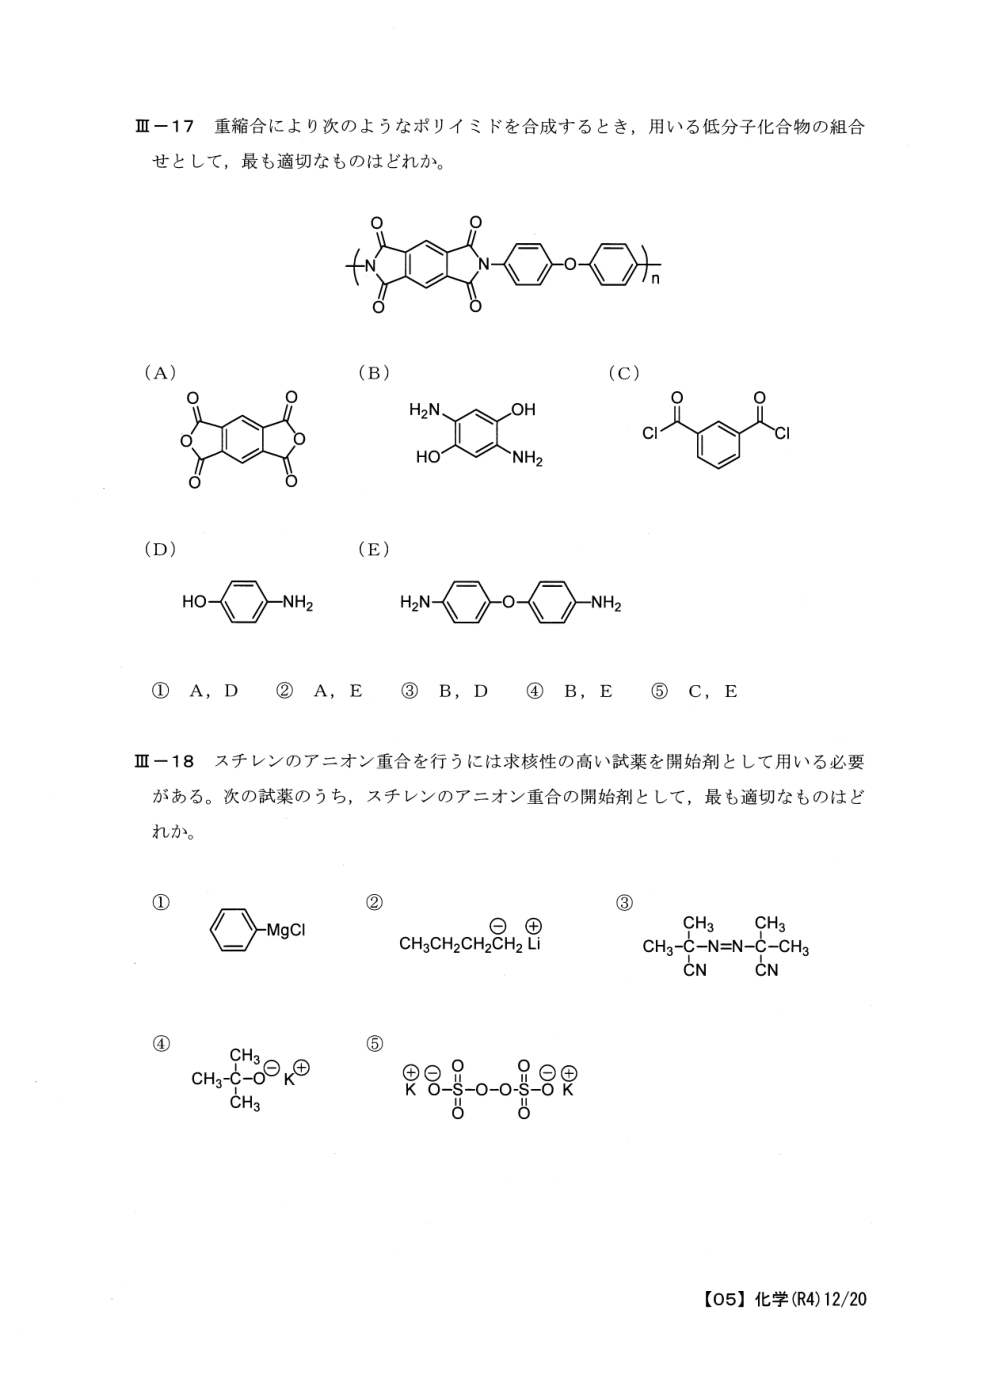 Ⅲ－17　重縮合により次のようなポリイミドを合成するとき，用いる低分子化合物の組合
せとして，最も適切なものはどれか。
O O
N N O n
O O
（A） （B） （C）
O O
O O
O O
H2N OH
HO NH2
O O
Cl Cl
（D） （E）
HO NH2
H2N O NH2
①　A，D　②　A，E　③　B，D　④　B，E　⑤　C，E
Ⅲ－18　スチレンのアニオン重合を行うには求核性の高い試薬を開始剤として用いる必要
がある。次の試薬のうち，スチレンのアニオン重合の開始剤として，最も適切なものはど
れか。
① ② ③
MgCl
⊖ ⊕
CH3CH2CH2CH2 Li
CH3 CH3
CH3-C-N=N-C-CH3
CN CN
④ ⑤
CH3
CH3-C-O⊖ K⊕
CH3
⊕ ⊖ O O ⊖ ⊕
K O-S-O-O-S-O K
O O
【05】化学(R4)12/20